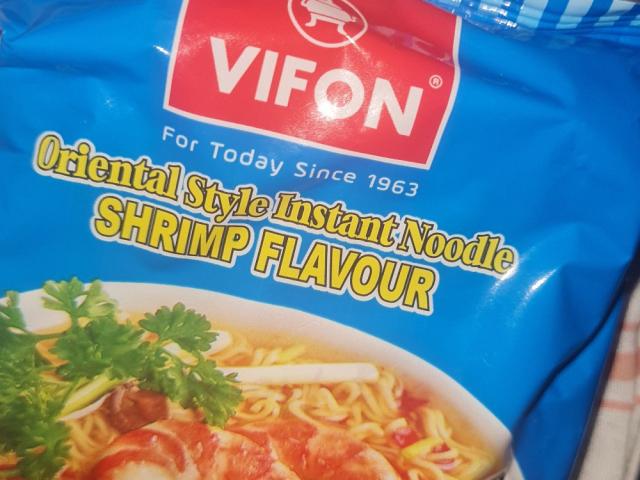 VIFON®
For Today Since 1963
Oriental Style Instant Noodle
SHRIMP FLAVOUR